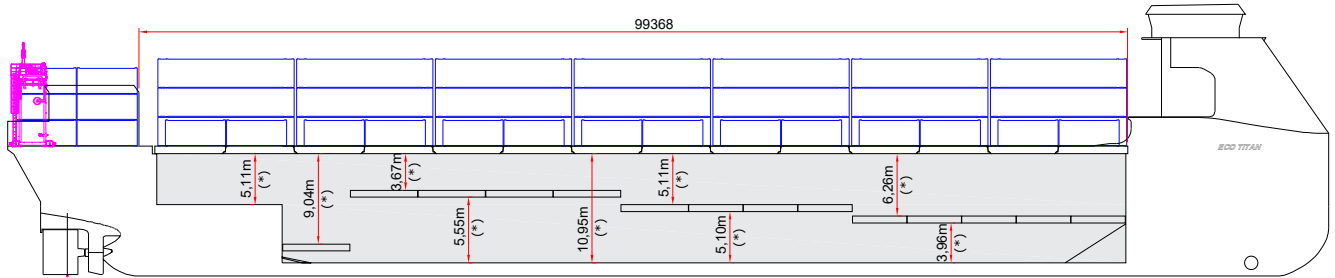 99368
ECO TITAN
5,11m
(*)
9,04m
(*)
3,67m
(*)
5,55m
(*)
10,95m
(*)
5,11m
(*)
5,10m
(*)
6,26m
(*)
3,96m
(*)